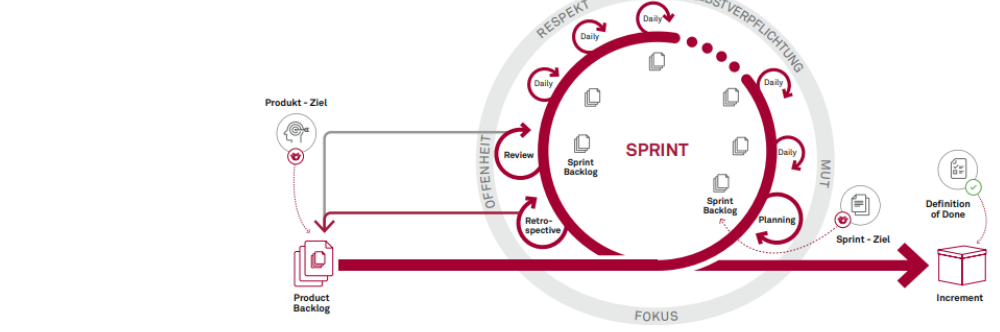 RESPEKT
BSTVERPFLICHTUNG
Daily
Daily
Daily
Daily
Daily
Produkt - Ziel
OFFENHEIT
Review
SPRINT
Sprint
Backlog
MUT
Definition
of Done
Sprint
Backlog
Retro-
spective
Planning
Sprint - Ziel
Product
Backlog
Increment
FOKUS